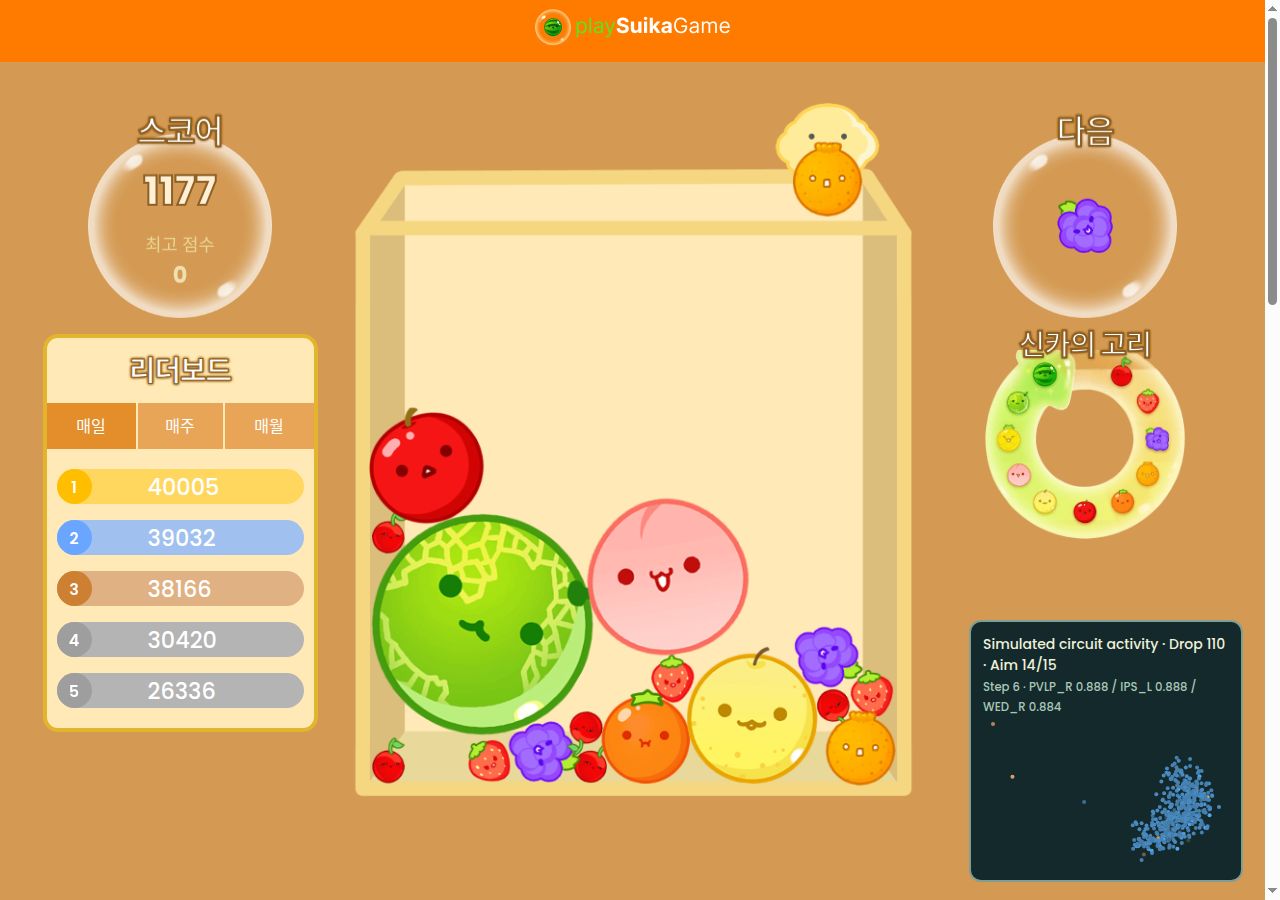 playSuikaGame
스코어
1177
최고 점수
0
리더보드
매일
매주
매월
1 40005
2 39032
3 38166
4 30420
5 26336
다음
신카의 고리
Simulated circuit activity · Drop 110
· Aim 14/15
Step 6 · PVLP_R 0.888 / IPS_L 0.888 /
WED_R 0.884